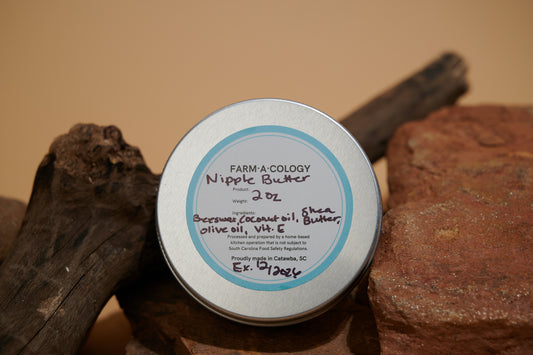 FARM·A·COLOGY
Nipple Butter
Product:
Weight: 2oz
Ingredients:
Beeswax, Coconut oil, Shea Butter,
olive oil, Vit. E
Processed and prepared by a home-based
kitchen operation that is not subject to
South Carolina Food Safety Regulations.
Proudly made in Catawba, SC
Ex. 12/2026